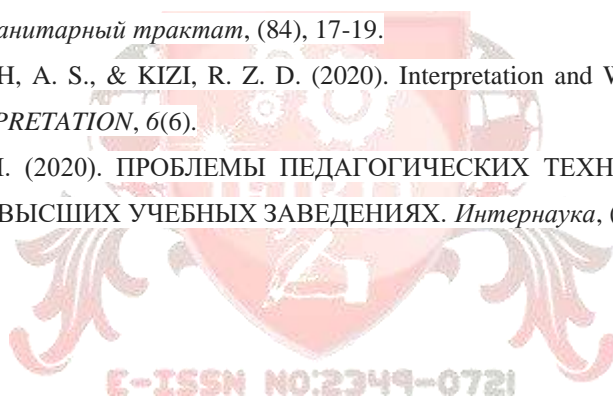 анитарный трактат, (84), 17-19.
H, A. S., & KIZI, R. Z. D. (2020). Interpretation and W
PRETATION, 6(6).
I. (2020). ПРОБЛЕМЫ ПЕДАГОГИЧЕСКИХ ТЕХН
ВЫСШИХ УЧЕБНЫХ ЗАВЕДЕНИЯХ. Интернаука, (
E-ISSN NO:2349-0721